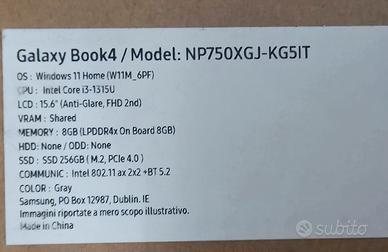 Galaxy Book4 / Model: NP750XGJ-KG5IT
OS : Windows 11 Home (W11M_6PF)
CPU : Intel Core i3-1315U
LCD : 15.6" (Anti-Glare, FHD 2nd)
VRAM : Shared
MEMORY : 8GB (LPDDR4x On Board 8GB)
HDD: None / ODD: None
SSD : SSD 256GB ( M.2, PCIe 4.0 )
COMMUNIC : Intel 802.11 ax 2x2 +BT 5.2
COLOR : Gray
Samsung, PO Box 12987, Dublin. IE
Immagini riportate a mero scopo illustrativo.
Made in China
subito